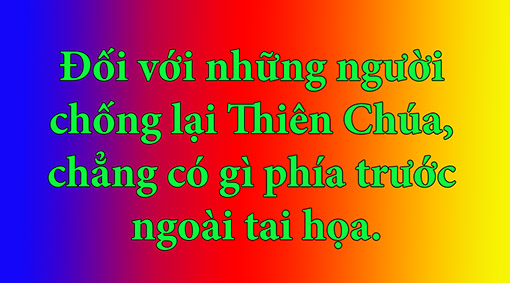 Đối với những người
chống lại Thiên Chúa,
chẳng có gì phía trước
ngoài tai họa.